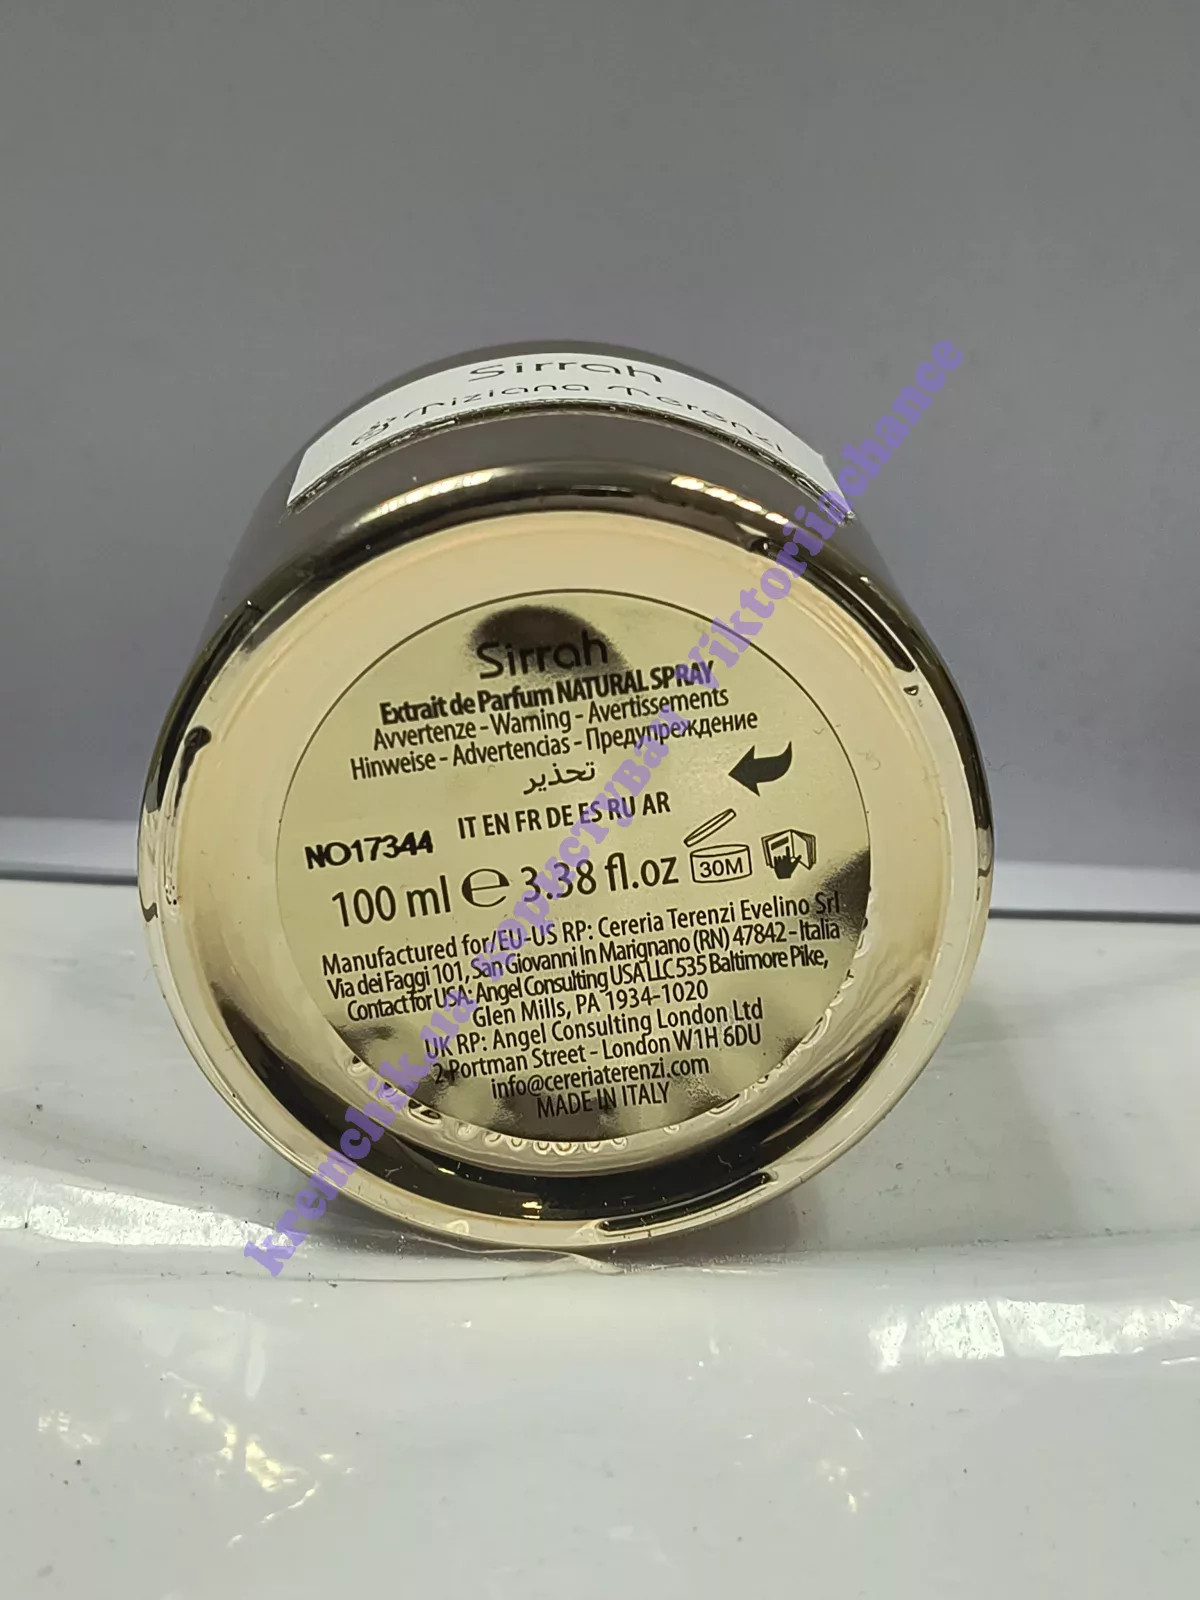 Sirrah
Tiziana Terenzi
Sirrah
Extrait de Parfum NATURAL SPRAY
Avvertenze - Warning - Avertissements
Hinweise - Advertencias - Предупреждение
تحذير
IT EN FR DE ES RU AR
NO17344
100 ml ℮ 3.38 fl.oz
30M
Manufactured for/EU-US RP: Cereria Terenzi Evelino Srl
Via dei Faggi 101, San Giovanni In Marignano (RN) 47842 - Italia
Contact for USA: Angel Consulting USA LLC 535 Baltimore Pike,
Glen Mills, PA 1934-1020
UK RP: Angel Consulting London Ltd
2 Portman Street - London W1H 6DU
info@cereriaterenzi.com
MADE IN ITALY
kremchik.ua користувач Viktoriinchance